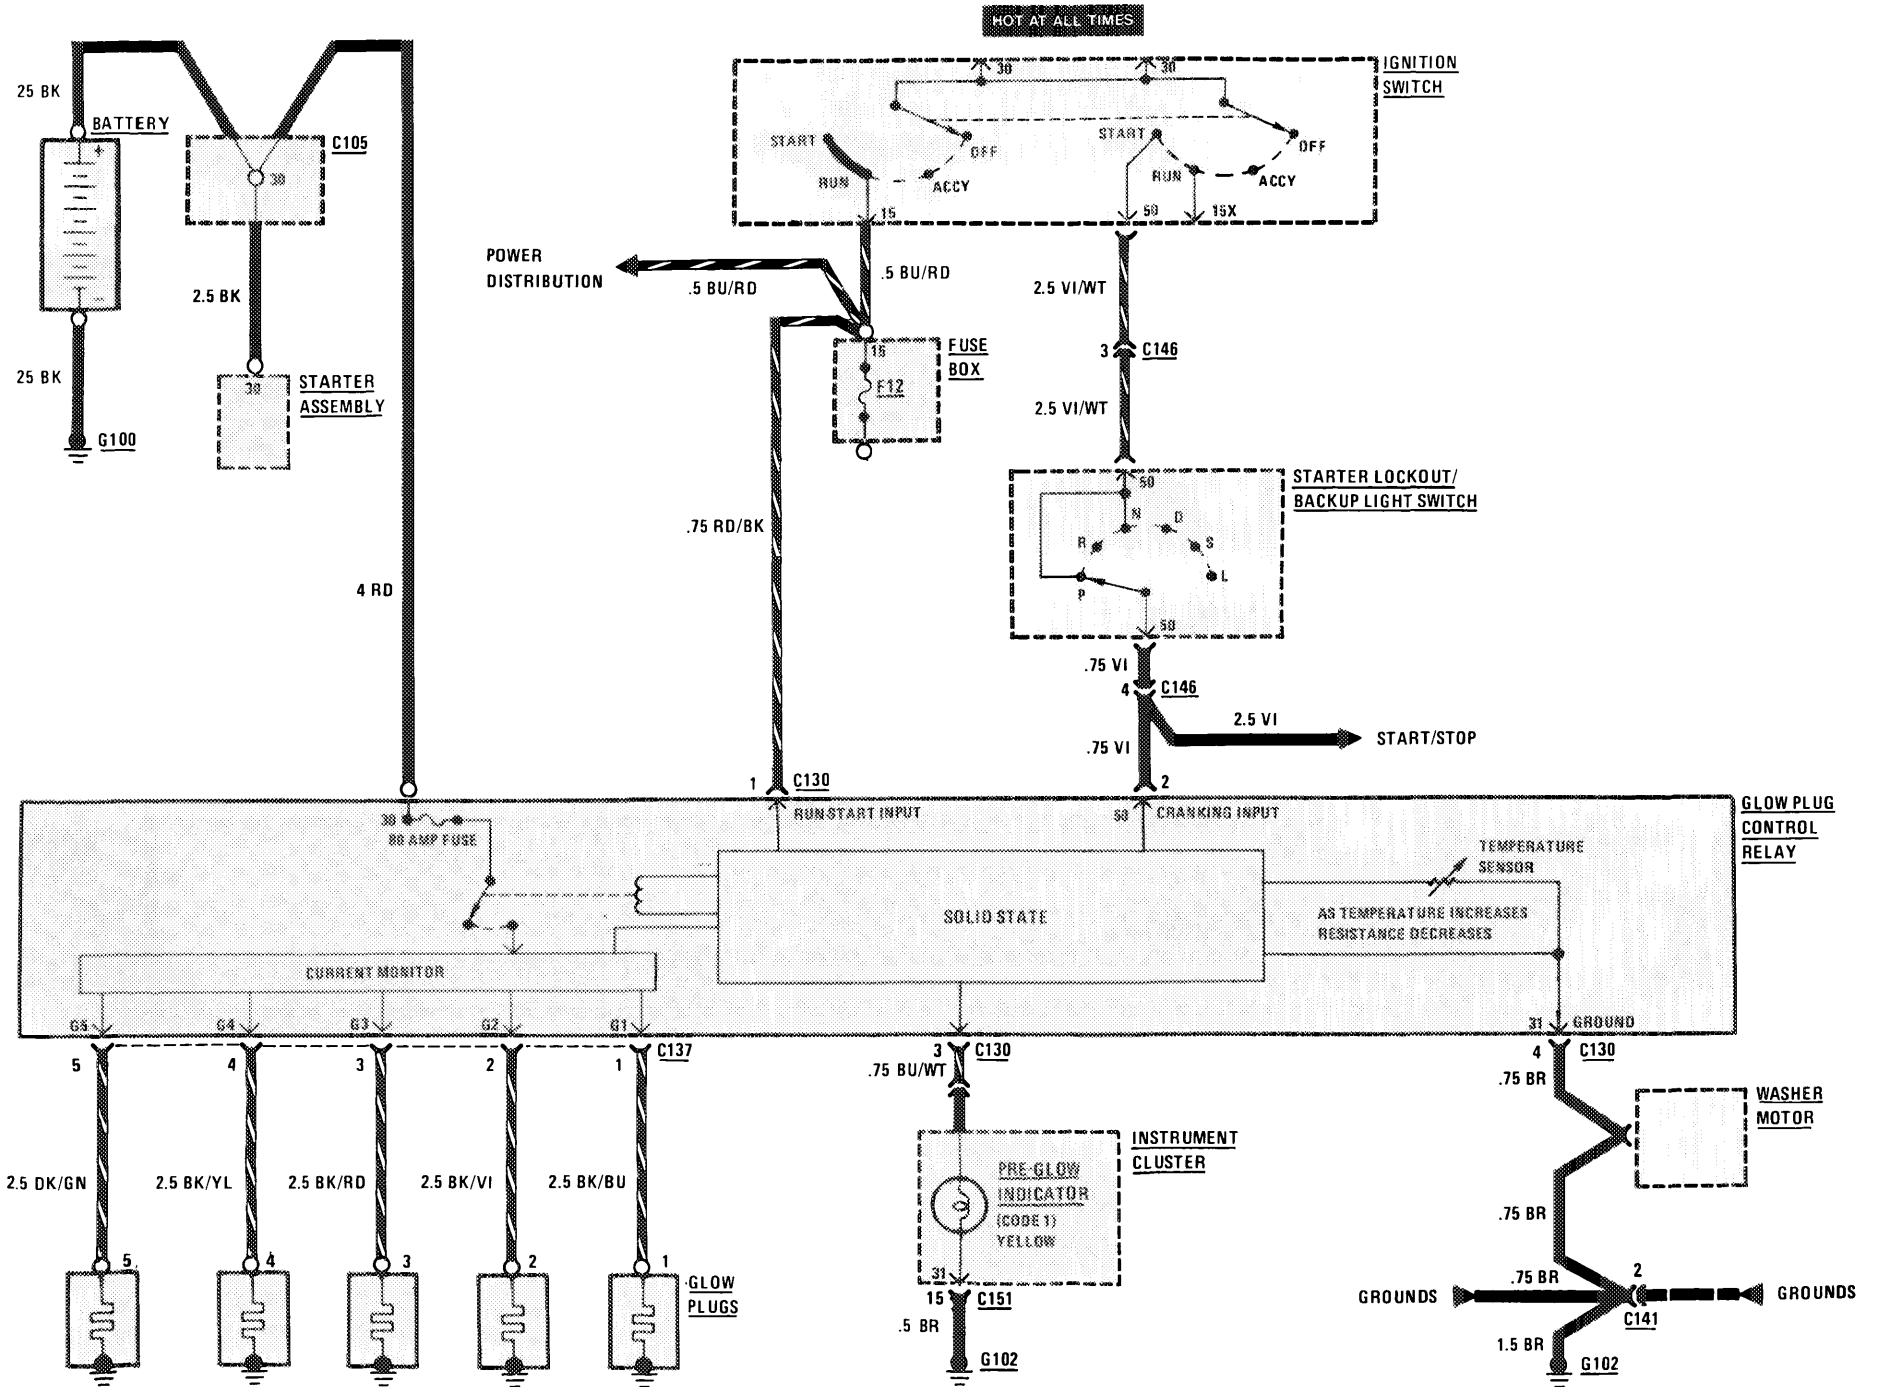 HOT AT ALL TIMES
IGNITION
SWITCH
30
30
START
OFF
RUN
ACCY
15
START
OFF
RUN
ACCY
50
15X
25 BK
BATTERY
+
-
25 BK
G100
C105
30
2.5 BK
30
STARTER
ASSEMBLY
4 RD
POWER
DISTRIBUTION
.5 BU/RD
.5 BU/RD
15
F12
FUSE
BOX
.75 RD/BK
2.5 VI/WT
3
C146
2.5 VI/WT
STARTER LOCKOUT/
BACKUP LIGHT SWITCH
50
N
D
R
S
P
L
50
.75 VI
4
C146
2.5 VI
START/STOP
.75 VI
1
C130
2
GLOW PLUG
CONTROL
RELAY
30
80 AMP FUSE
RUN-START INPUT
50
CRANKING INPUT
TEMPERATURE
SENSOR
SOLID STATE
AS TEMPERATURE INCREASES
RESISTANCE DECREASES
CURRENT MONITOR
G5
G4
G3
G2
G1
31
GROUND
5
4
3
2
1
C137
3
C130
4
C130
.75 BU/WT
.75 BR
WASHER
MOTOR
2.5 DK/GN
2.5 BK/YL
2.5 BK/RD
2.5 BK/VI
2.5 BK/BU
INSTRUMENT
CLUSTER
PRE-GLOW
INDICATOR
(CODE 1)
YELLOW
31
15
C151
.5 BR
G102
.75 BR
5
4
3
2
1
GLOW
PLUGS
.75 BR
2
GROUNDS
GROUNDS
C141
1.5 BR
G102